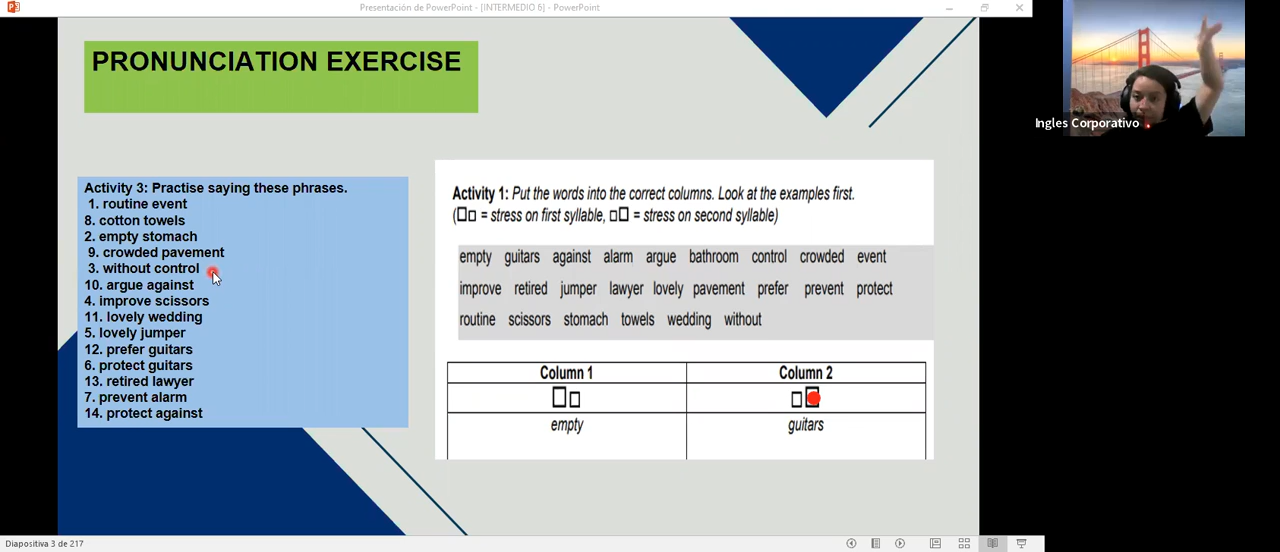 Presentación de PowerPoint - [INTERMEDIO 6] - PowerPoint
PRONUNCIATION EXERCISE
Ingles Corporativo
Activity 3: Practise saying these phrases.
1. routine event
8. cotton towels
2. empty stomach
9. crowded pavement
3. without control
10. argue against
4. improve scissors
11. lovely wedding
5. lovely jumper
12. prefer guitars
6. protect guitars
13. retired lawyer
7. prevent alarm
14. protect against
Activity 1: Put the words into the correct columns. Look at the examples first.
(□□ = stress on first syllable, □□ = stress on second syllable)
empty guitars against alarm argue bathroom control crowded event
improve retired jumper lawyer lovely pavement prefer prevent protect
routine scissors stomach towels wedding without
Column 1 Column 2
empty guitars
Diapositiva 3 de 217